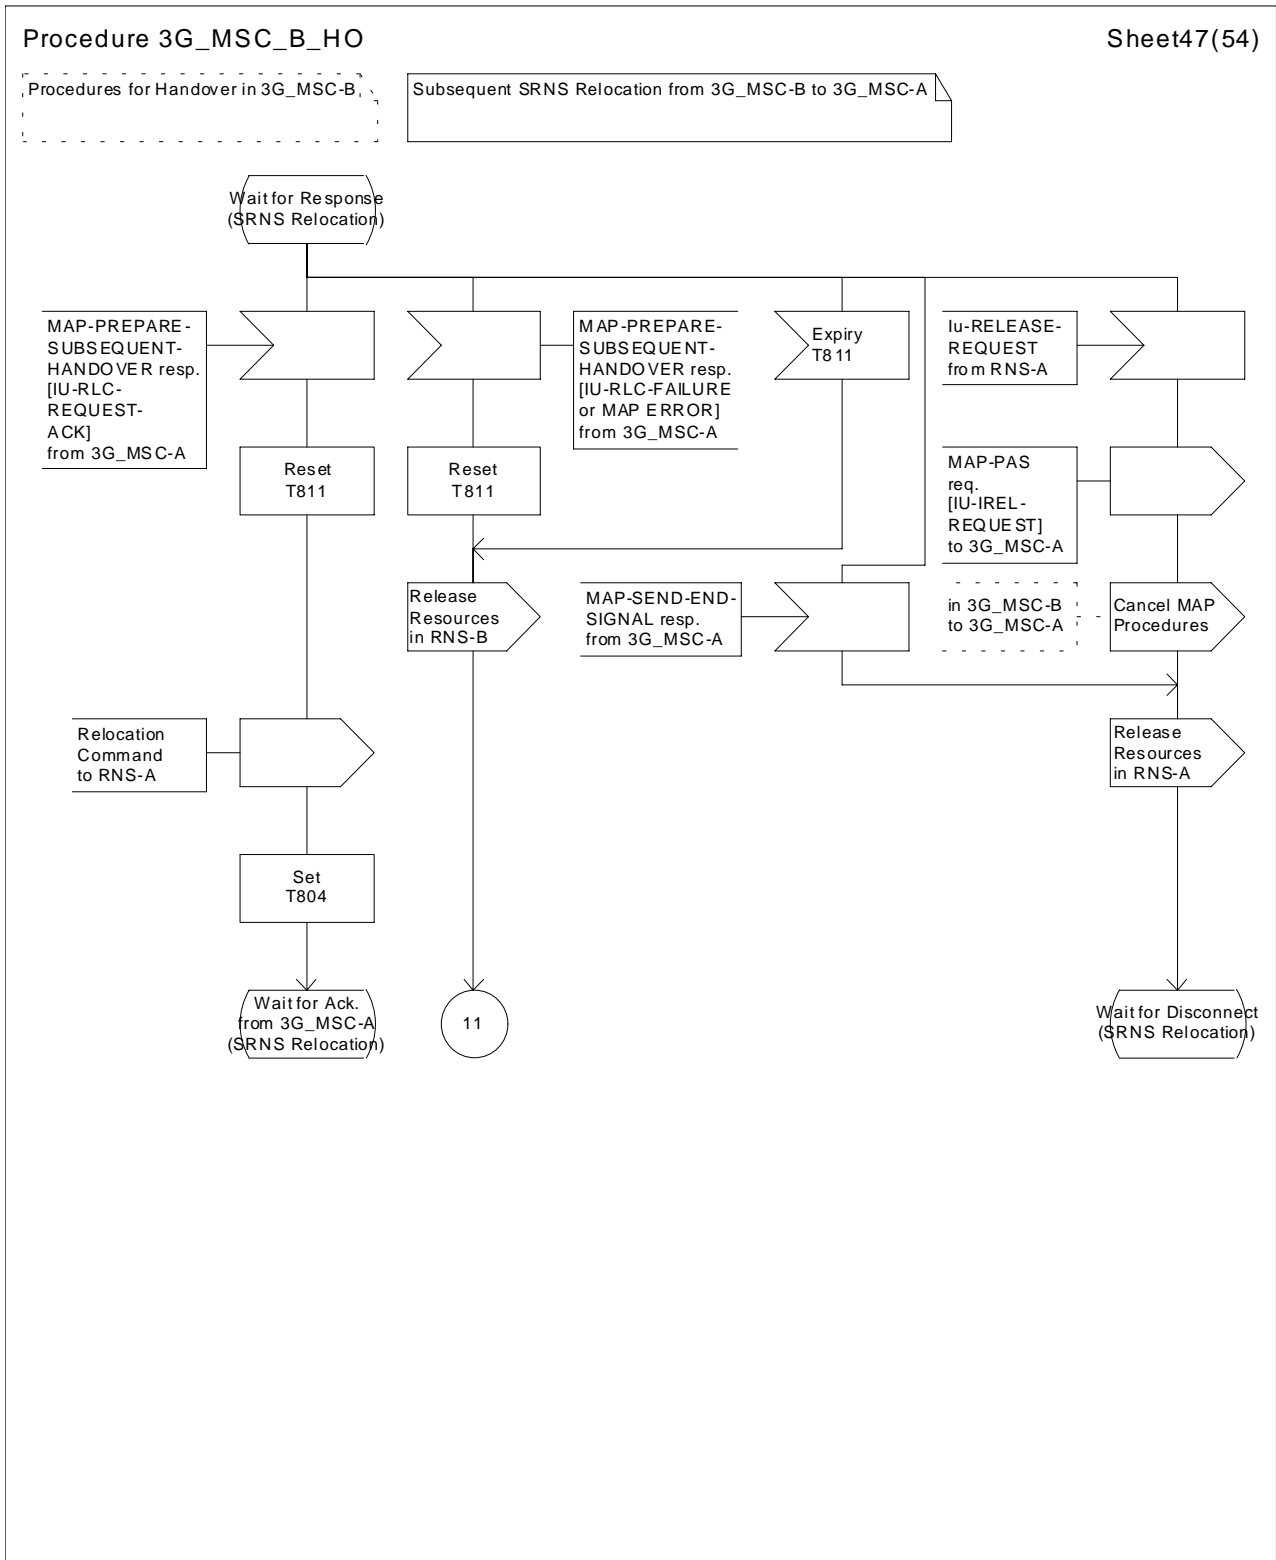 Procedure 3G_MSC_B_HO
Sheet47(54)
Procedures for Handover in 3G_MSC-B
Subsequent SRNS Relocation from 3G_MSC-B to 3G_MSC-A
Wait for Response
(SRNS Relocation)
MAP-PREPARE-
SUBSEQUENT-
HANDOVER resp.
[IU-RLC-
REQUEST-
ACK]
from 3G_MSC-A
MAP-PREPARE-
SUBSEQUENT-
HANDOVER resp.
[IU-RLC-FAILURE
or MAP ERROR]
from 3G_MSC-A
Expiry
T811
Iu-RELEASE-
REQUEST
from RNS-A
Reset
T811
Reset
T811
MAP-PAS
req.
[IU-IREL-
REQUEST]
to 3G_MSC-A
Release
Resources
in RNS-B
MAP-SEND-END-
SIGNAL resp.
from 3G_MSC-A
in 3G_MSC-B
to 3G_MSC-A
Cancel MAP
Procedures
Relocation
Command
to RNS-A
Release
Resources
in RNS-A
Set
T804
Wait for Ack.
from 3G_MSC-A
(SRNS Relocation)
11
Wait for Disconnect
(SRNS Relocation)